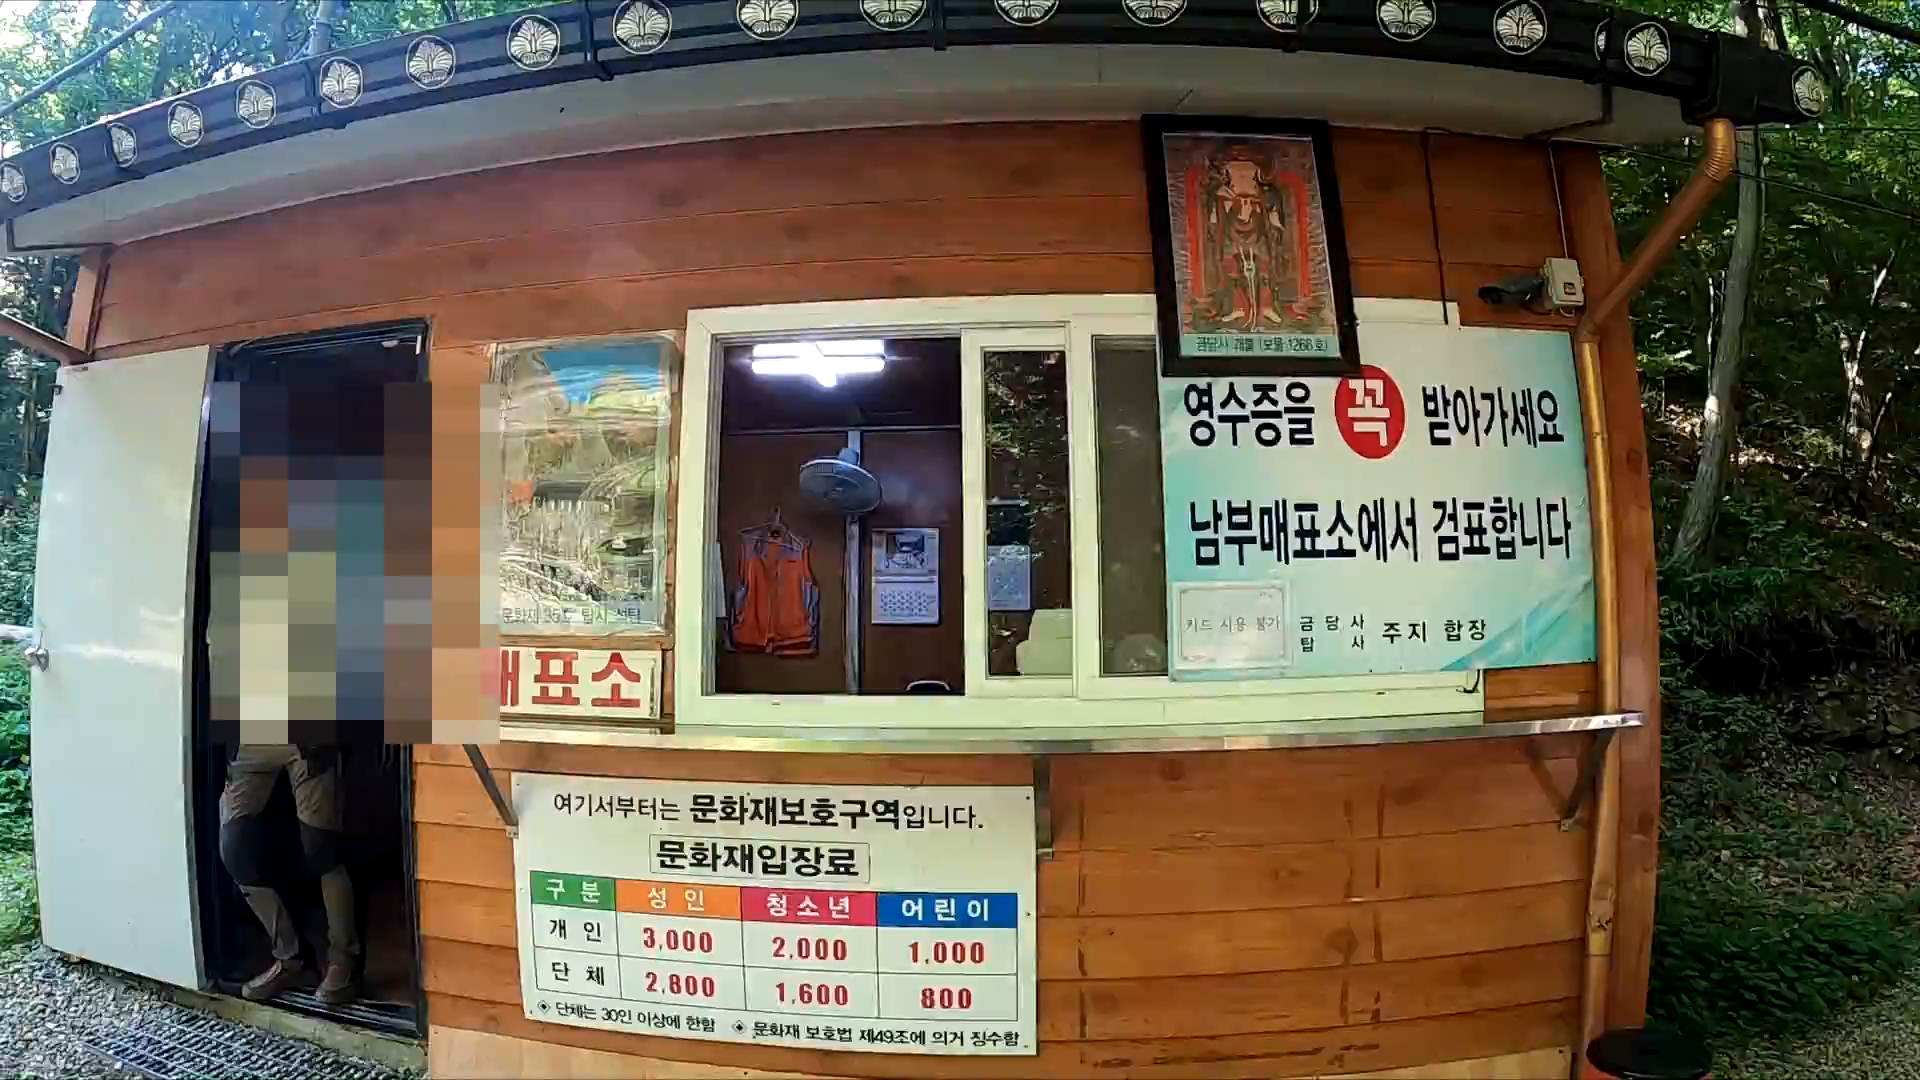 금당사 괘불 (보물 1266호)
영수증을 꼭 받아가세요
남부매표소에서 검표합니다
카드 사용 불가
금당사
탑사
주지 합장
매표소
여기서부터는 문화재보호구역입니다.
문화재입장료
구분 성인 청소년 어린이
개인 3,000 2,000 1,000
단체 2,800 1,600 800
◈ 단체는 30인 이상에 한함 ◈ 문화재 보호법 제49조에 의거 징수함